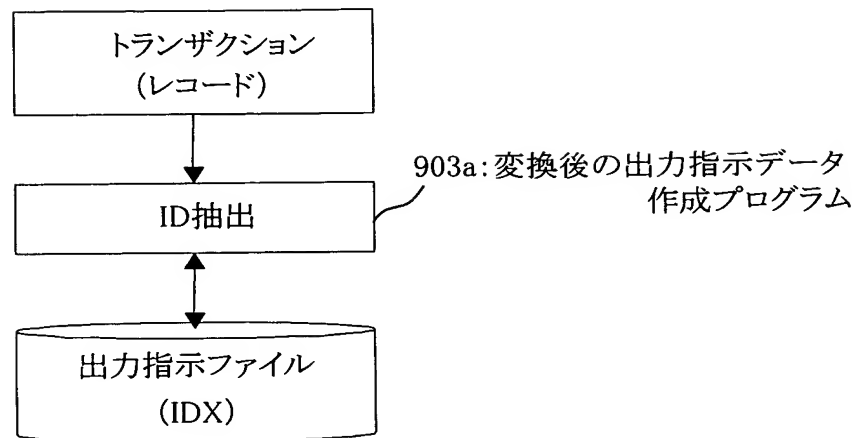 トランザクション
(レコード)
903a:変換後の出力指示データ
作成プログラム
ID抽出
出力指示ファイル
(IDX)